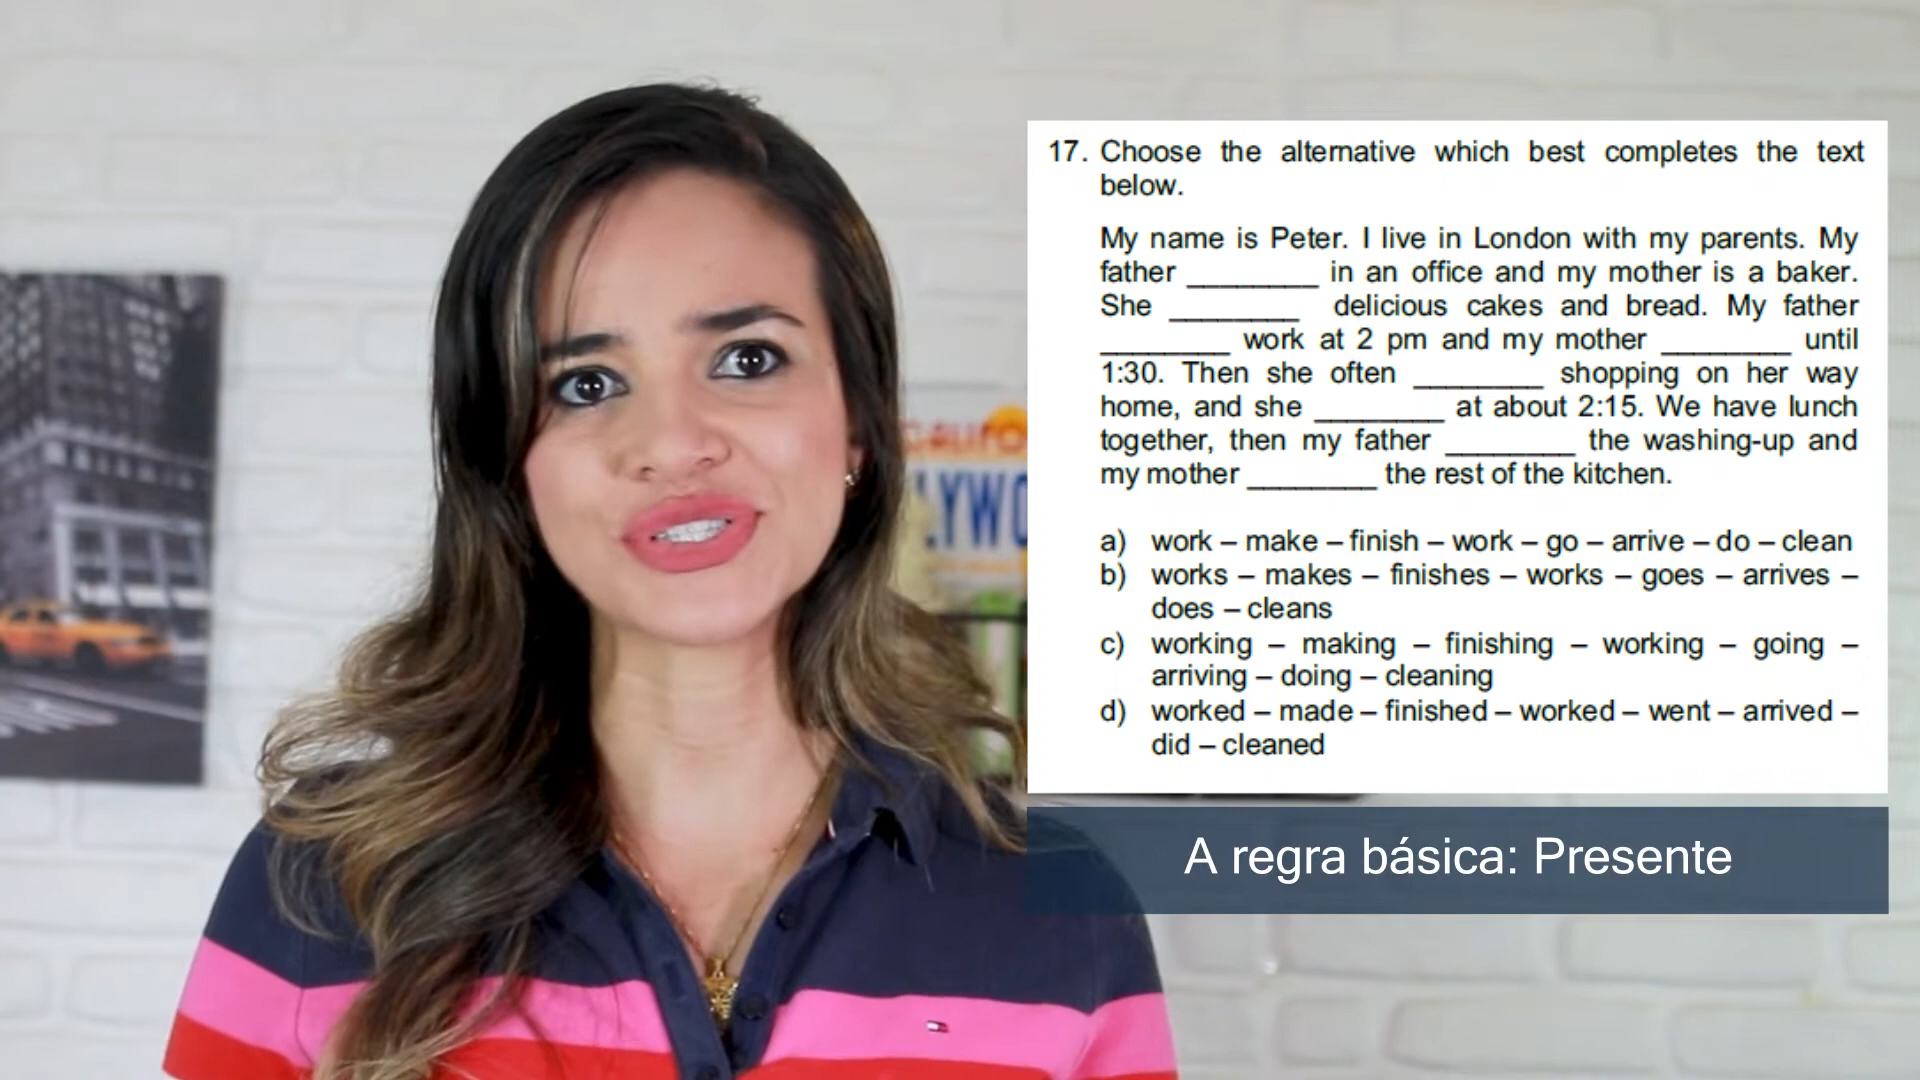 17. Choose the alternative which best completes the text
below.
My name is Peter. I live in London with my parents. My
father ________ in an office and my mother is a baker.
She ________ delicious cakes and bread. My father
________ work at 2 pm and my mother ________ until
1:30. Then she often ________ shopping on her way
home, and she ________ at about 2:15. We have lunch
together, then my father ________ the washing-up and
my mother ________ the rest of the kitchen.
a) work – make – finish – work – go – arrive – do – clean
b) works – makes – finishes – works – goes – arrives –
does – cleans
c) working – making – finishing – working – going –
arriving – doing – cleaning
d) worked – made – finished – worked – went – arrived –
did – cleaned
A regra básica: Presente